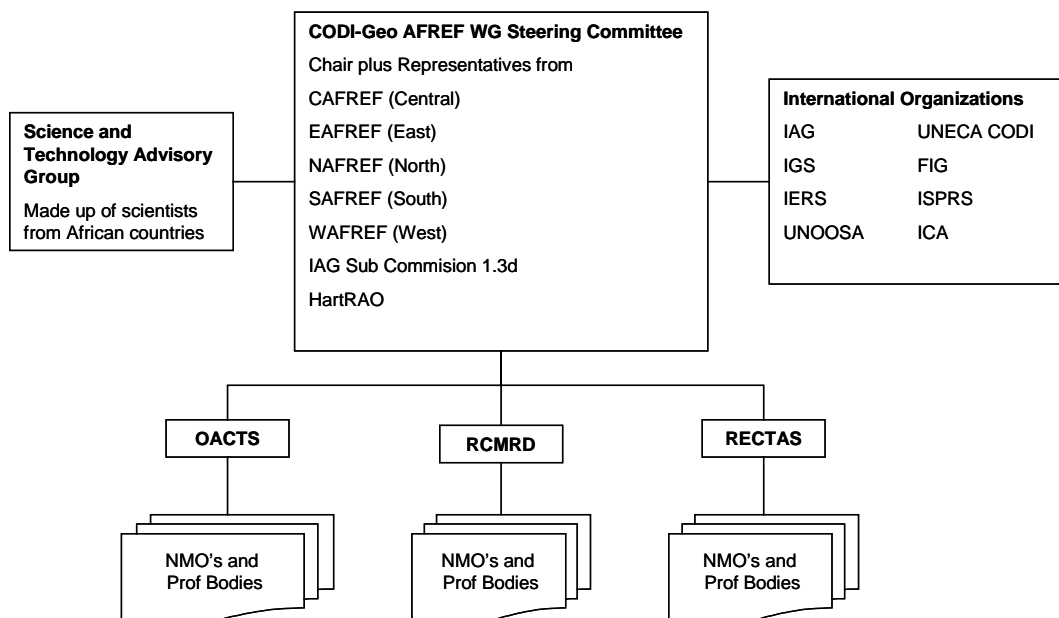 CODI-Geo AFREF WG Steering Committee
Chair plus Representatives from
CAFREF (Central)
EAFREF (East)
NAFREF (North)
SAFREF (South)
WAFREF (West)
IAG Sub Commision 1.3d
HartRAO
Science and
Technology Advisory
Group
Made up of scientists
from African countries
International Organizations
IAG UNECA CODI
IGS FIG
IERS ISPRS
UNOOSA ICA
OACTS
RCMRD
RECTAS
NMO's and
Prof Bodies
NMO's and
Prof Bodies
NMO's and
Prof Bodies